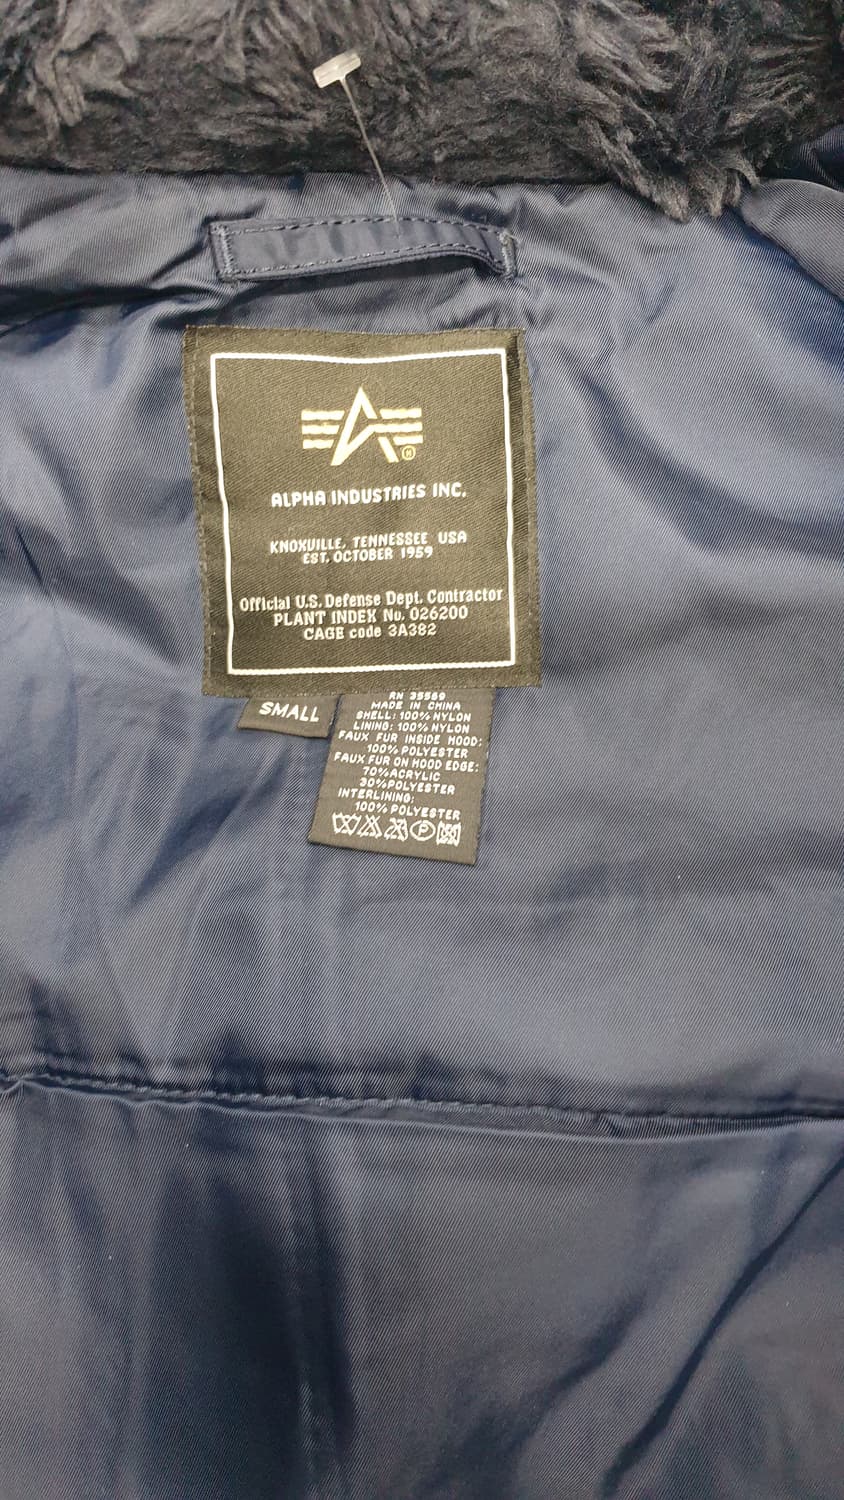 ALPHA INDUSTRIES INC.
KNOXVILLE, TENNESSEE USA
EST. OCTOBER 1959
Official U.S. Defense Dept. Contractor
PLANT INDEX No. 026200
CAGE code 3A382
SMALL
RN 35589
MADE IN CHINA
SHELL: 100% NYLON
LINING: 100% NYLON
FAUX FUR INSIDE HOOD:
100% POLYESTER
FAUX FUR ON HOOD EDGE:
70%ACRYLIC
30%POLYESTER
INTERLINING:
100% POLYESTER
P